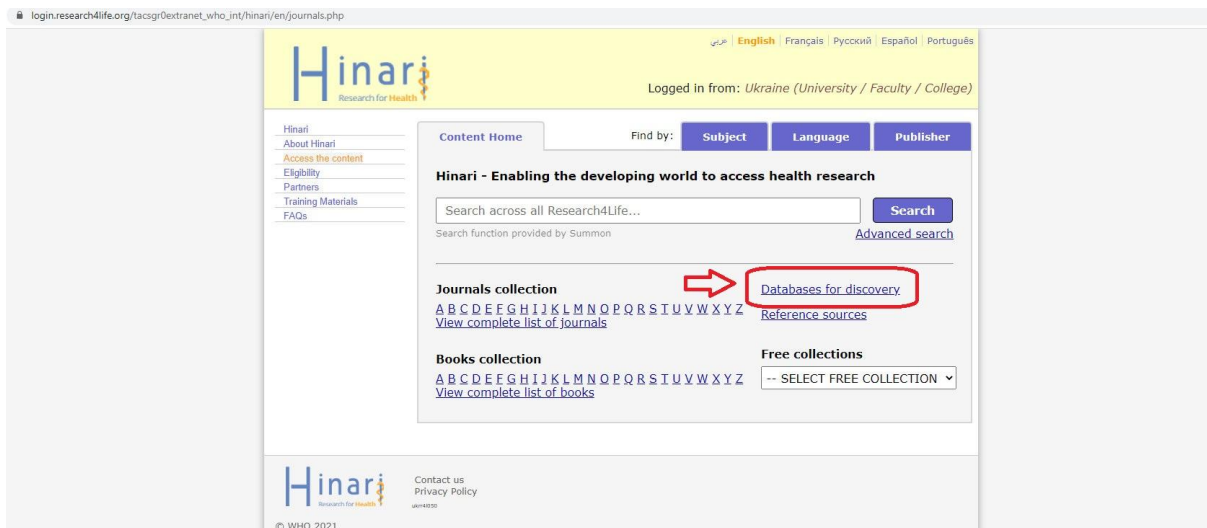 login.research4life.org/tacsgr0extranet_who_int/hinari/en/journals.php
عربي | English | Français | Русский | Español | Português
Hinari
Research for Health
Logged in from: Ukraine (University / Faculty / College)
Hinari
About Hinari
Access the content
Eligibility
Partners
Training Materials
FAQs
Content Home
Find by:
Subject
Language
Publisher
Hinari - Enabling the developing world to access health research
Search across all Research4Life...
Search
Search function provided by Summon
Advanced search
Journals collection
A B C D E F G H I J K L M N O P Q R S T U V W X Y Z
View complete list of journals
Databases for discovery
Reference sources
Books collection
A B C D E F G H I J K L M N O P Q R S T U V W X Y Z
View complete list of books
Free collections
-- SELECT FREE COLLECTION
Hinari
Research for Health
Contact us
Privacy Policy
© WHO 2021